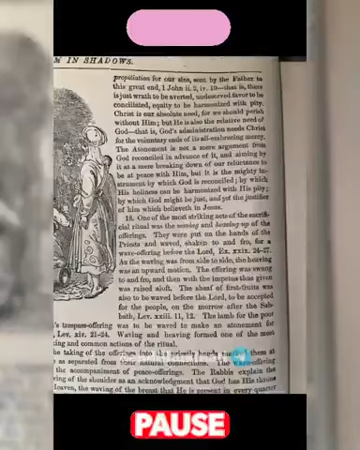 M IN SHADOWS.
propitiation for our sins, sent by the Father to
this great end, 1 John ii. 2, iv. 10—that is, there
is just wrath to be averted, undeserved favor to be
conciliated, equity to be harmonized with pity.
Christ is our absolute need, for we should perish
without Him; but He is also the relative need of
God—that is, God's administration needs Christ
for the voluntary ends of its all-embracing mercy.
The Atonement is not a mere argument from
God reconciled in advance of it, and aiming by
it at a mere breaking down of our reluctance to
be at peace with Him, but it is the mighty in-
strument by which God is reconciled; by which
His holiness can be harmonized with His pity;
by which God might be just, and yet the justifier
of him which believeth in Jesus.
18. One of the most striking acts of the sacrifi-
cial ritual was the waving and heaving up of the
offerings. They were put on the hands of the
Priests and waved, shaken to and fro, for a
wave-offering before the Lord, Ex. xxix. 24-27.
As the waving was from side to side, the heaving
was an upward motion. The offering was swung
to and fro, and then with the impetus thus given
was raised aloft. The sheaf of first-fruits was
also to be waved before the Lord, to be accepted
for the people, on the morrow after the Sab-
bath, Lev. xxiii. 11, 12. The lamb for the poor
's trespass-offering was to be waved to make an atonement for
, Lev. xiv. 21-24. Waving and heaving formed one of the most
ing and common actions of the ritual.
he taking of the offerings into the priestly hands them at
as separated from their natural connections. The offering
the accompaniment of peace-offerings. The Rabbis explain the
ving of the shoulder as an acknowledgment that God has His throne
heaven, the waving of the breast that He is present in every quarter
PAUSE